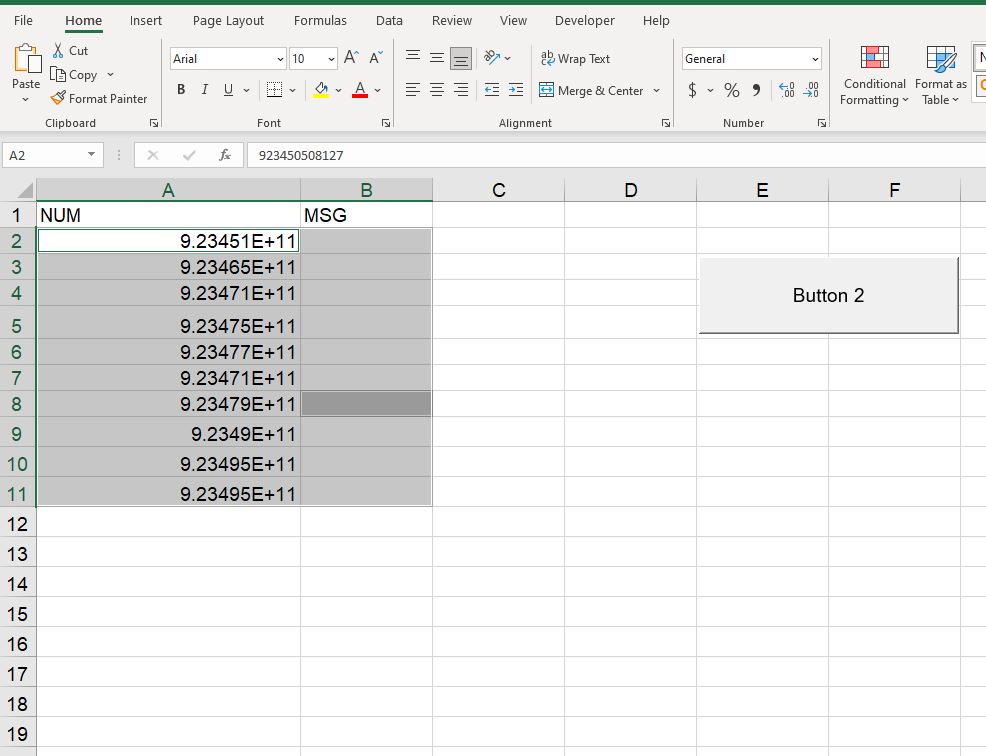 File Home Insert Page Layout Formulas Data Review View Developer Help
Paste Cut Copy Format Painter
Clipboard
Arial 10 A^ A˅
B I U A
Font
ab Wrap Text
Merge & Center
Alignment
General
$ % 9 .00 .00
Number
Conditional Formatting
Format as Table
N
A2 fx 923450508127
A B C D E F
1 NUM MSG
2 9.23451E+11
3 9.23465E+11
4 9.23471E+11
Button 2
5 9.23475E+11
6 9.23477E+11
7 9.23471E+11
8 9.23479E+11
9 9.2349E+11
10 9.23495E+11
11 9.23495E+11
12
13
14
15
16
17
18
19